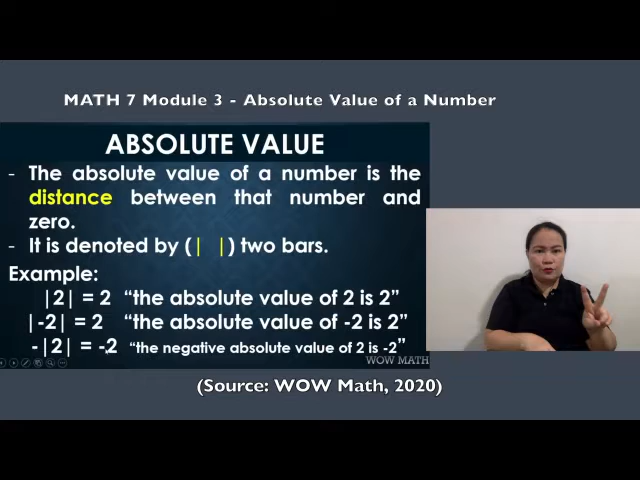 MATH 7 Module 3 - Absolute Value of a Number
ABSOLUTE VALUE
- The absolute value of a number is the
distance between that number and
zero.
- It is denoted by (| |) two bars.
Example:
|2| = 2 “the absolute value of 2 is 2”
|-2| = 2 “the absolute value of -2 is 2”
-|2| = -2 “the negative absolute value of 2 is -2”
WOW MATH
(Source: WOW Math, 2020)